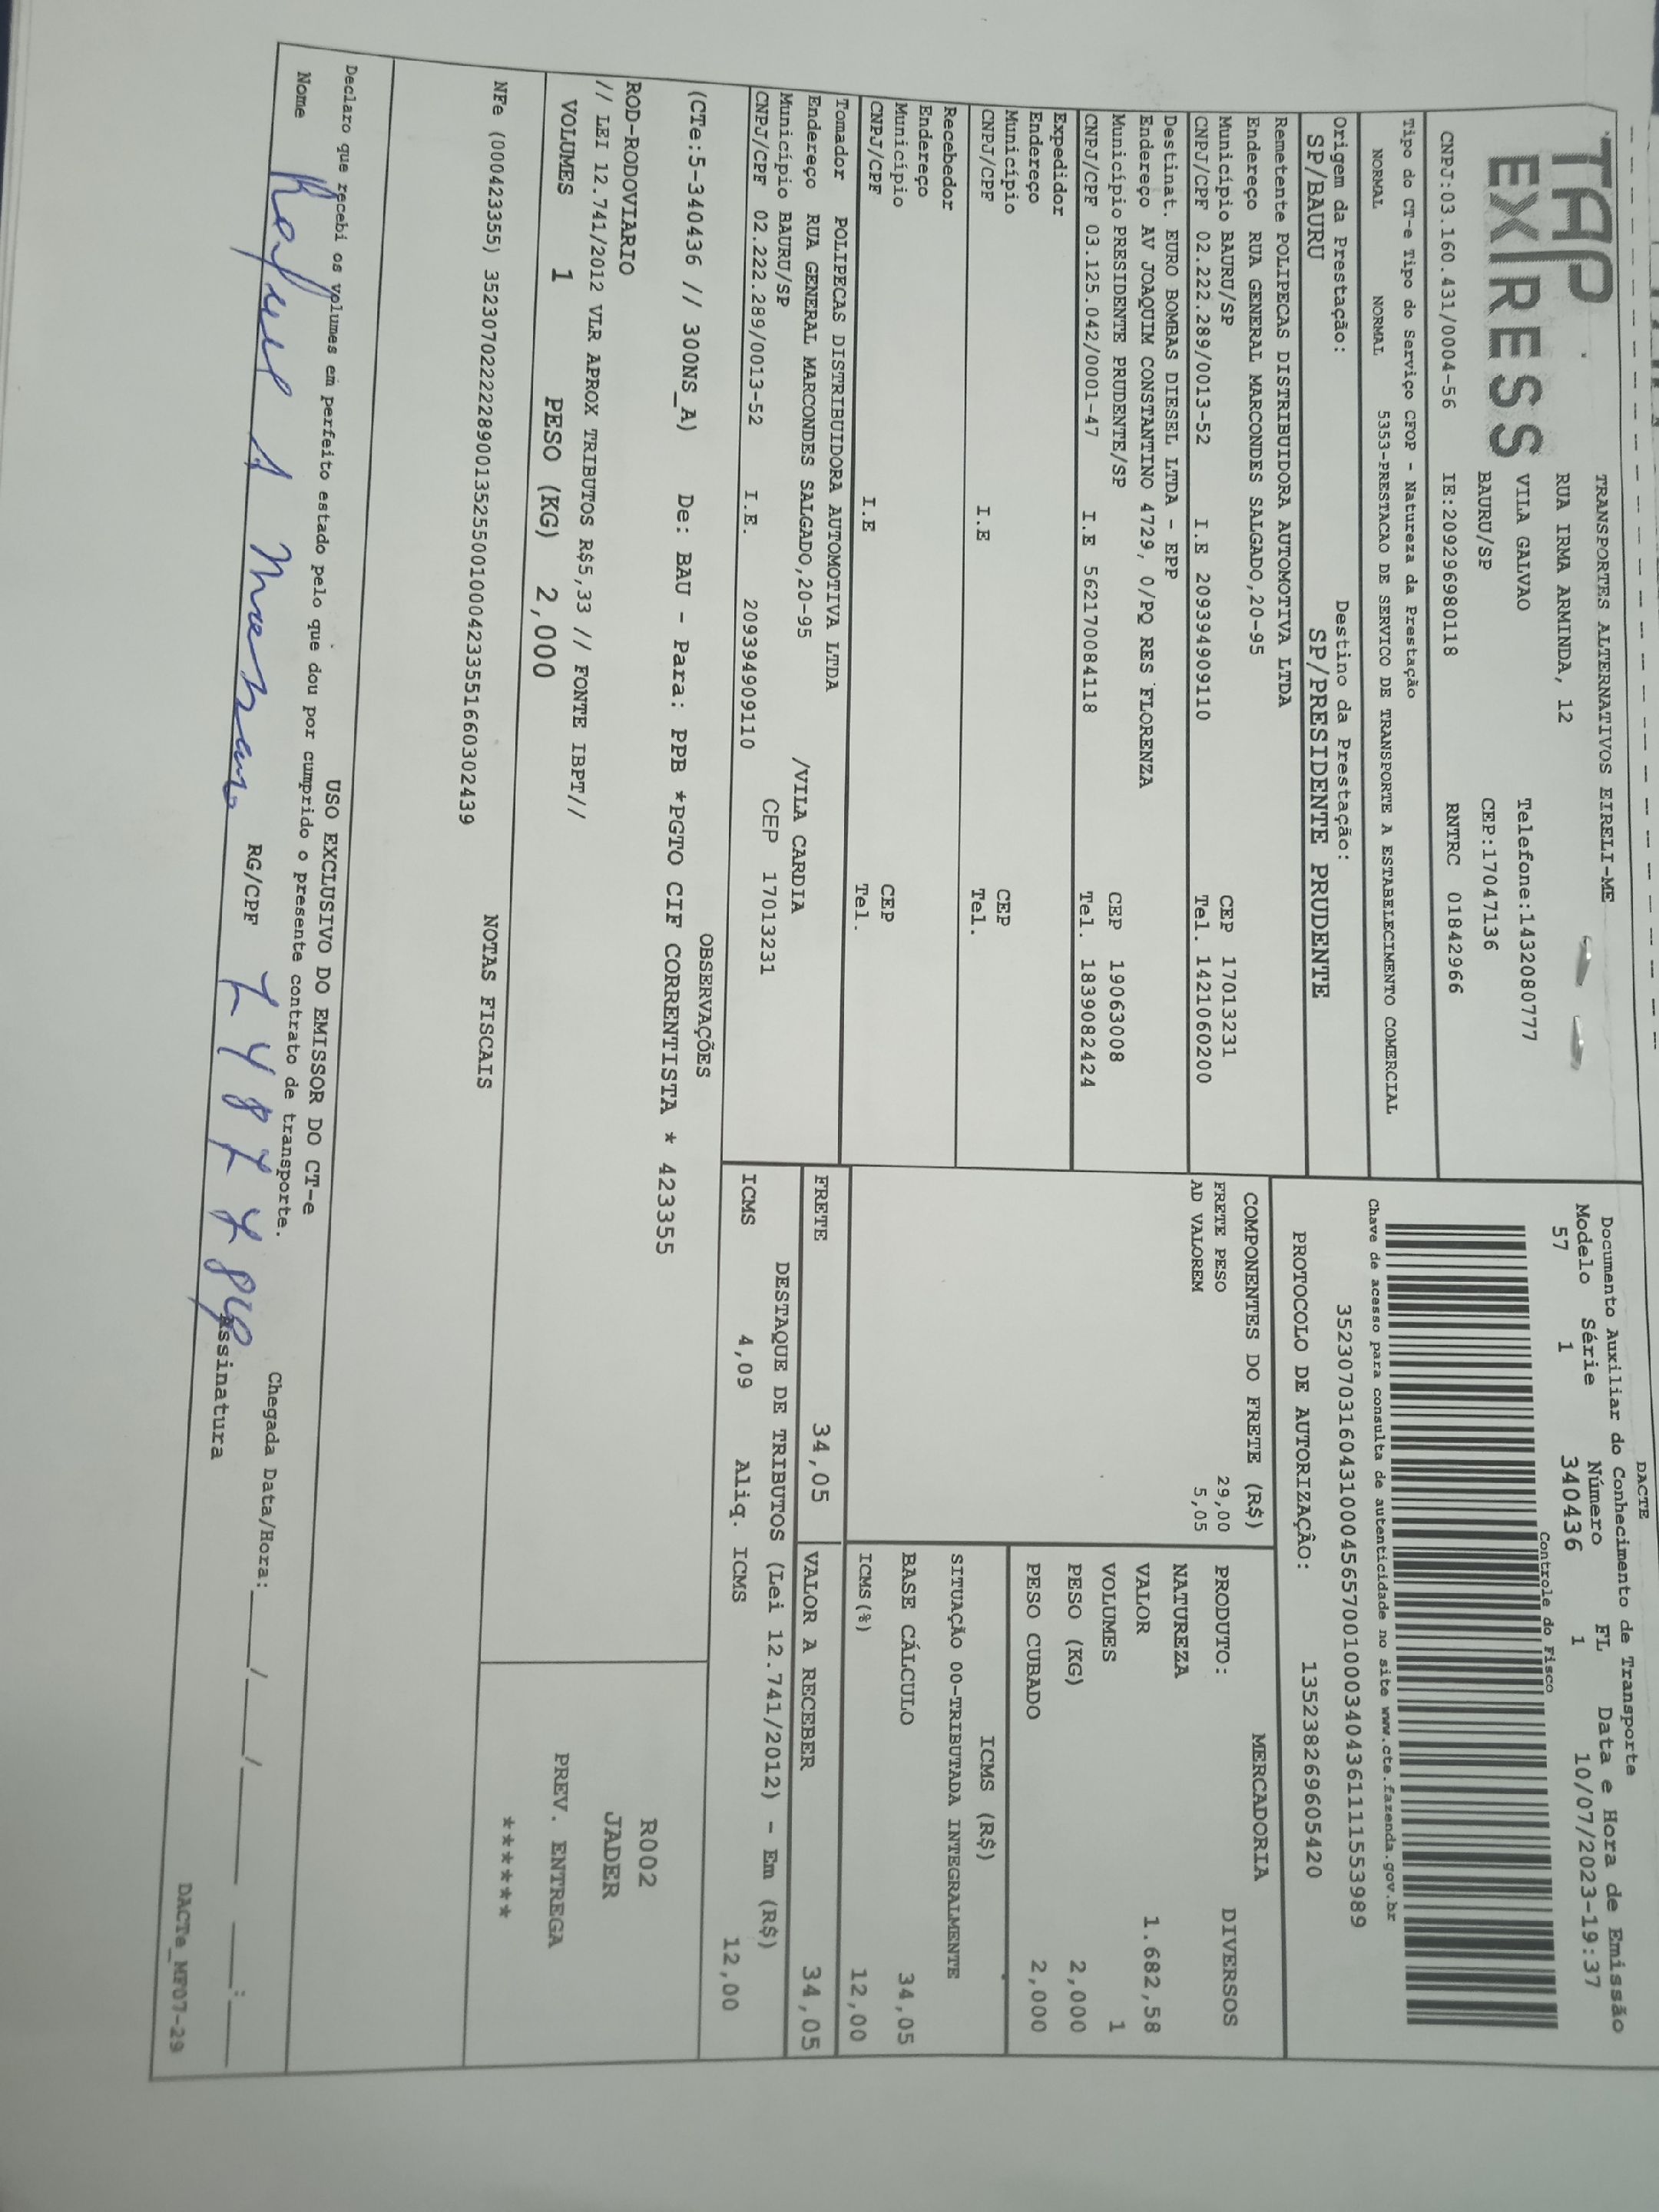 TAP
EXPRESS
TRANSPORTES ALTERNATIVOS EIRELI-ME
RUA IRMA ARMINDA, 12
VILA GALVAO Telefone:1432080777
BAURU/SP CEP:17047136
CNPJ:03.160.431/0004-56 IE:209296980118 RNTRC 01842966
DACTE
Documento Auxiliar do Conhecimento de Transporte
Modelo Série Número FL Data e Hora de Emissão
57 1 340436 1 10/07/2023-19:37
Controle do Fisco
Chave de acesso para consulta de autenticidade no site www.cte.fazenda.gov.br
35230703160431000456570010003404361111553989
PROTOCOLO DE AUTORIZAÇÃO: 135238269605420
Tipo do CT-e Tipo do Serviço CFOP - Natureza da Prestação
NORMAL NORMAL 5353-PRESTACAO DE SERVICO DE TRANSPORTE A ESTABELECIMENTO COMERCIAL
Origem da Prestação: Destino da Prestação:
SP/BAURU SP/PRESIDENTE PRUDENTE
Remetente POLIPECAS DISTRIBUIDORA AUTOMOTIVA LTDA
Endereço RUA GENERAL MARCONDES SALGADO,20-95
Município BAURU/SP CEP 17013231
CNPJ/CPF 02.222.289/0013-52 I.E 209394909110 Tel. 1421060200
Destinat. EURO BOMBAS DIESEL LTDA - EPP
Endereço AV JOAQUIM CONSTANTINO 4729, 0/PQ RES FLORENZA
Município PRESIDENTE PRUDENTE/SP CEP 19063008
CNPJ/CPF 03.125.042/0001-47 I.E 562170084118 Tel. 1839082424
Expedidor
Endereço
Município CEP
CNPJ/CPF I.E Tel.
Recebedor
Endereço
Município CEP
CNPJ/CPF I.E Tel.
Tomador POLIPECAS DISTRIBUIDORA AUTOMOTIVA LTDA
Endereço RUA GENERAL MARCONDES SALGADO,20-95 /VILA CARDIA
Município BAURU/SP CEP 17013231
CNPJ/CPF 02.222.289/0013-52 I.E. 209394909110
COMPONENTES DO FRETE (R$)
FRETE PESO 29,00
AD VALOREM 5,05
MERCADORIA
PRODUTO: DIVERSOS
NATUREZA
VALOR 1.682,58
VOLUMES 1
PESO (KG) 2,000
PESO CUBADO 2,000
ICMS (R$)
SITUAÇÃO 00-TRIBUTADA INTEGRALMENTE
BASE CÁLCULO 34,05
ICMS(%) 12,00
FRETE 34,05 VALOR A RECEBER 34,05
DESTAQUE DE TRIBUTOS (Lei 12.741/2012) - Em (R$)
ICMS 4,09 Aliq. ICMS 12,00
OBSERVAÇÕES
(CTe:5-340436 // 300NS_A) De: BAU - Para: PPB *PGTO CIF CORRENTISTA * 423355
ROD-RODOVIARIO
// LEI 12.741/2012 VLR APROX TRIBUTOS R$5,33 // FONTE IBPT//
VOLUMES 1 PESO (KG) 2,000
R002
JADER
PREV. ENTREGA
******
NOTAS FISCAIS
NFe (000423355) 35230702222289001352550010004233551660302439
USO EXCLUSIVO DO EMISSOR DO CT-e
Declaro que recebi os volumes em perfeito estado pelo que dou por cumprido o presente contrato de transporte.
Nome Rafael RG/CPF Assinatura
Chegada Data/Hora:____/____/______ ____:____
DACTe_MF07-29